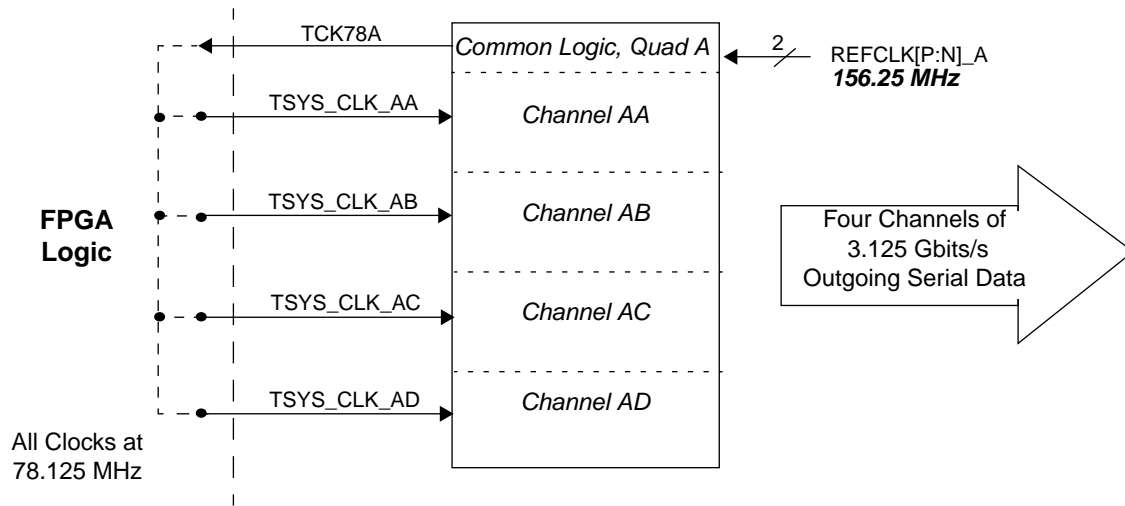 TCK78A
Common Logic, Quad A
2
REFCLK[P:N]_A
156.25 MHz
TSYS_CLK_AA
Channel AA
TSYS_CLK_AB
Channel AB
FPGA
Logic
Four Channels of
3.125 Gbits/s
Outgoing Serial Data
TSYS_CLK_AC
Channel AC
TSYS_CLK_AD
Channel AD
All Clocks at
78.125 MHz